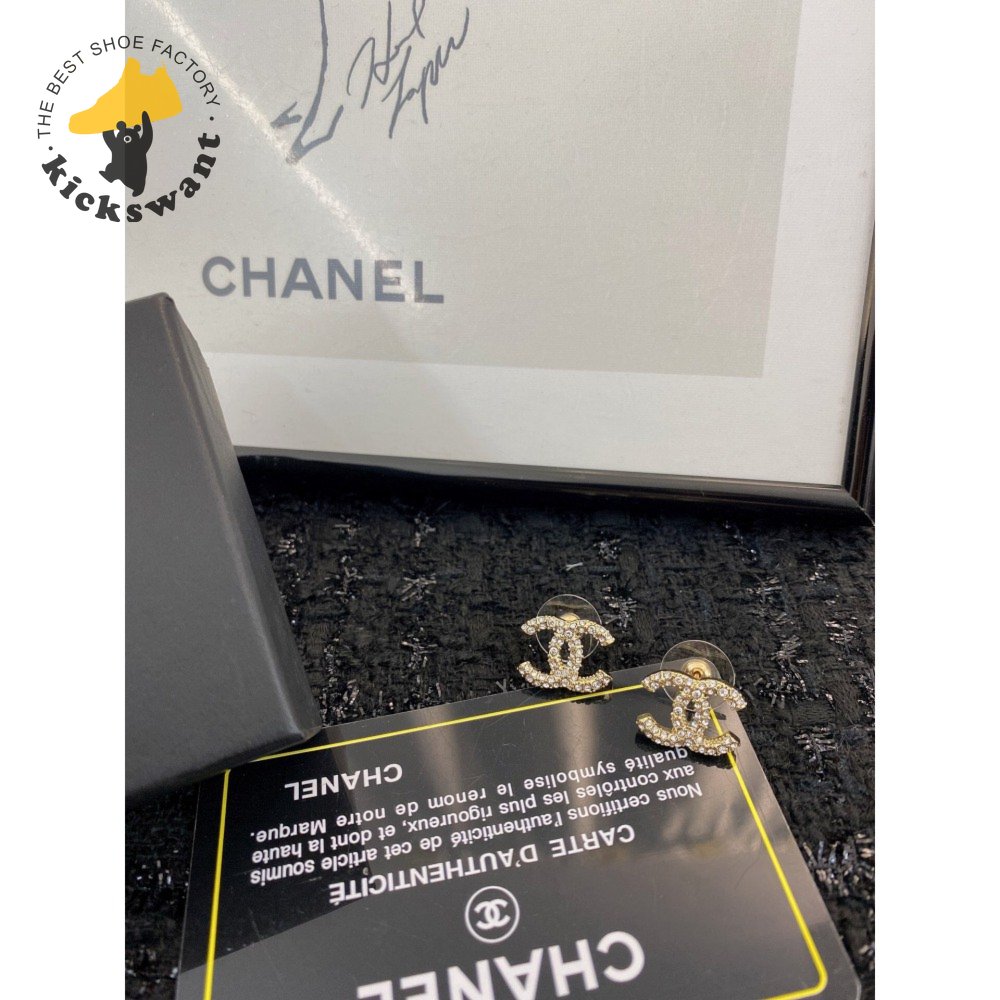 THE BEST SHOE FACTORY
kickswant
CHANEL
CHANEL
CARTE D'AUTHENTICITÉ
Nous certifions l'authenticité de cet article soumis
aux contrôles les plus rigoureux, et dont la haute
qualité symbolise le renom de notre Marque.
CHANEL